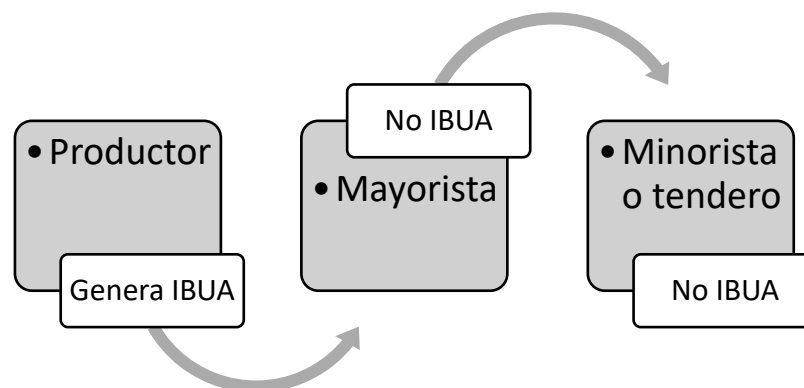 • Productor
Genera IBUA
No IBUA
• Mayorista
• Minorista
o tendero
No IBUA